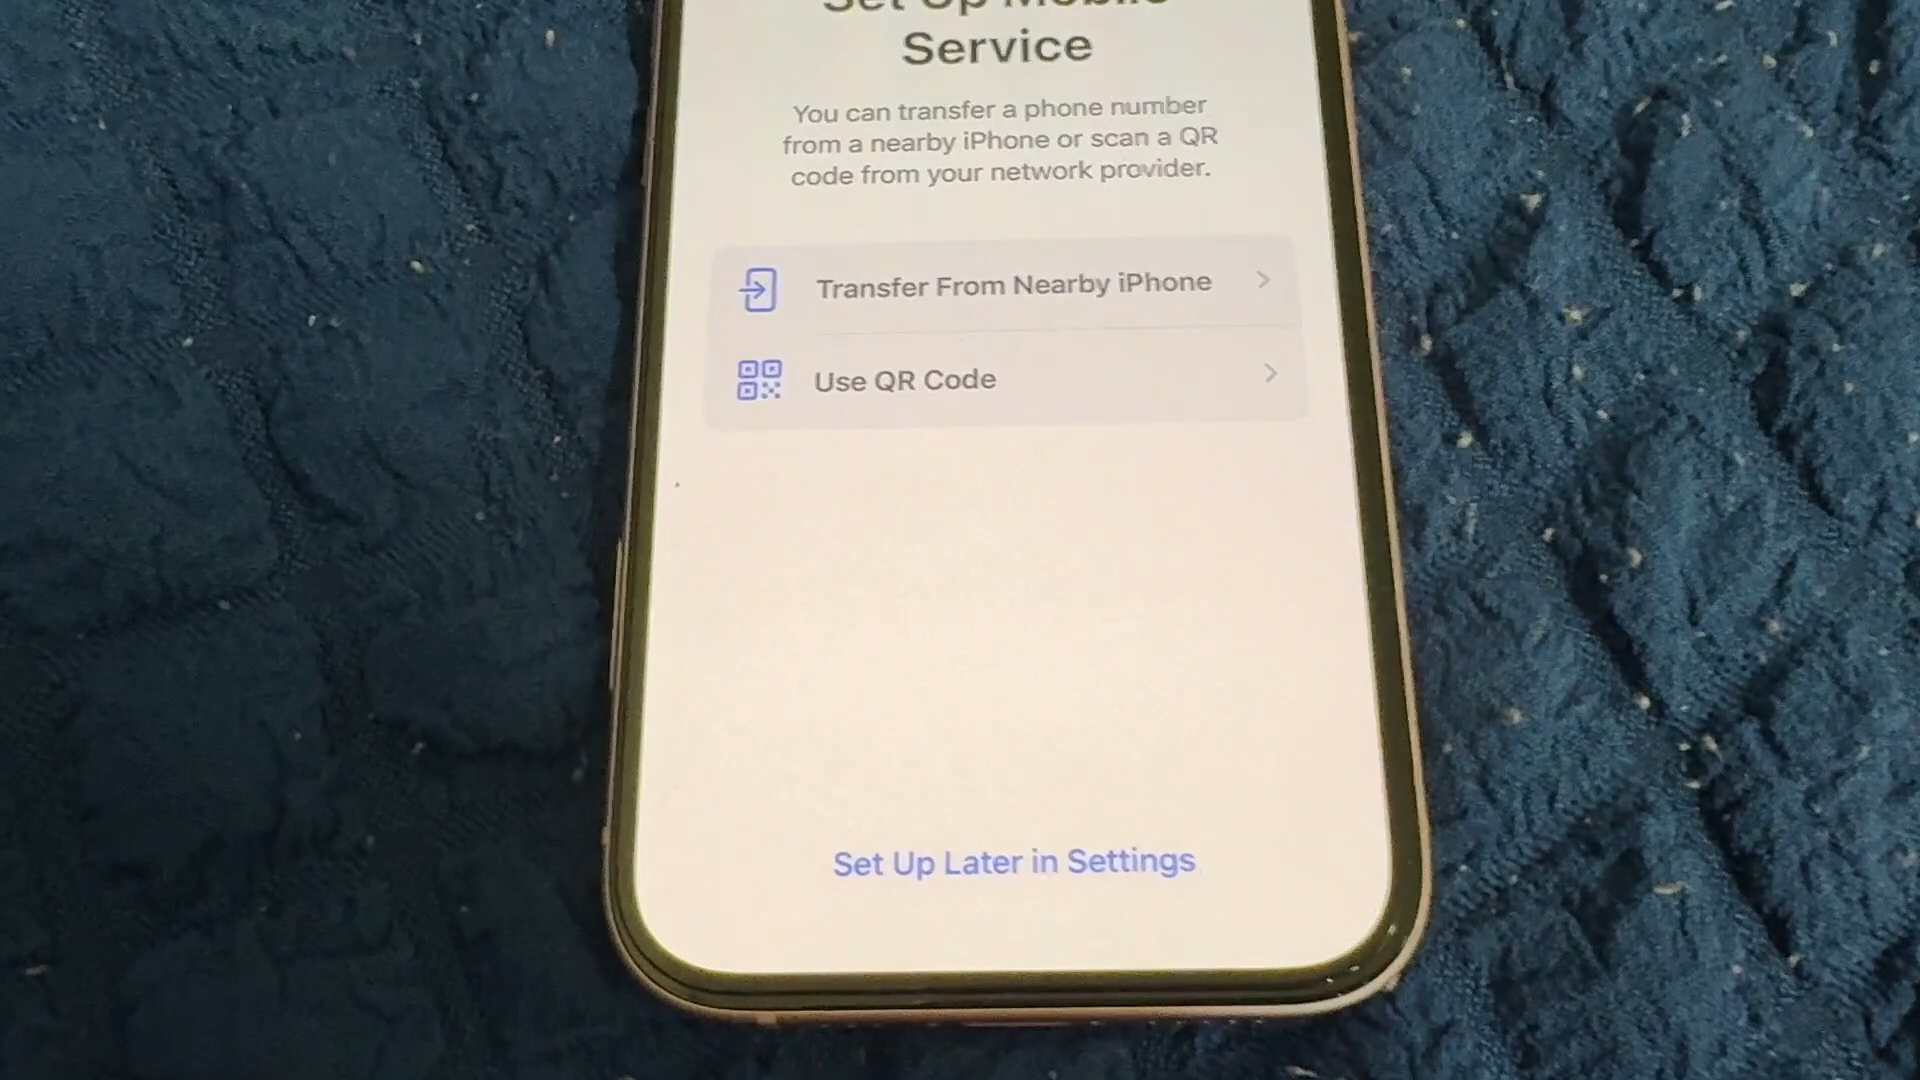 Set Up Mobile
Service
You can transfer a phone number
from a nearby iPhone or scan a QR
code from your network provider.
Transfer From Nearby iPhone
Use QR Code
Set Up Later in Settings